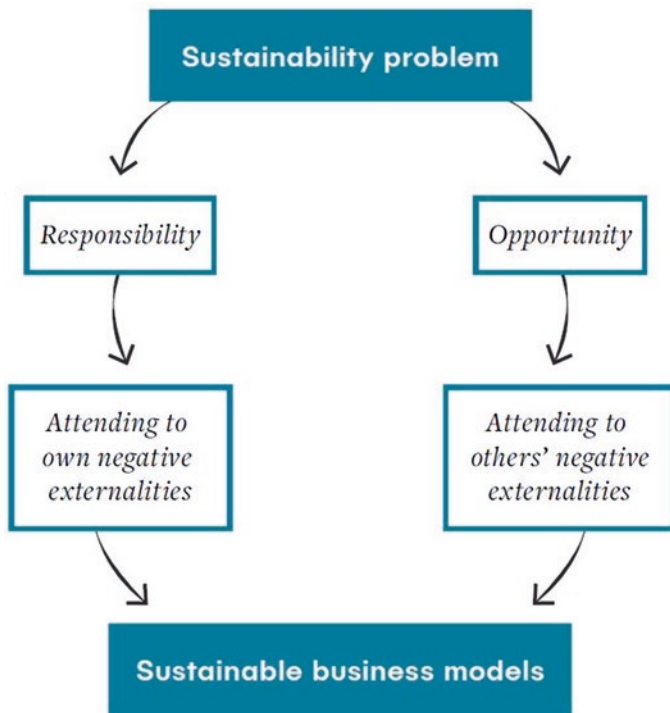 Sustainability problem
Responsibility
Opportunity
Attending to
own negative
externalities
Attending to
others’ negative
externalities
Sustainable business models